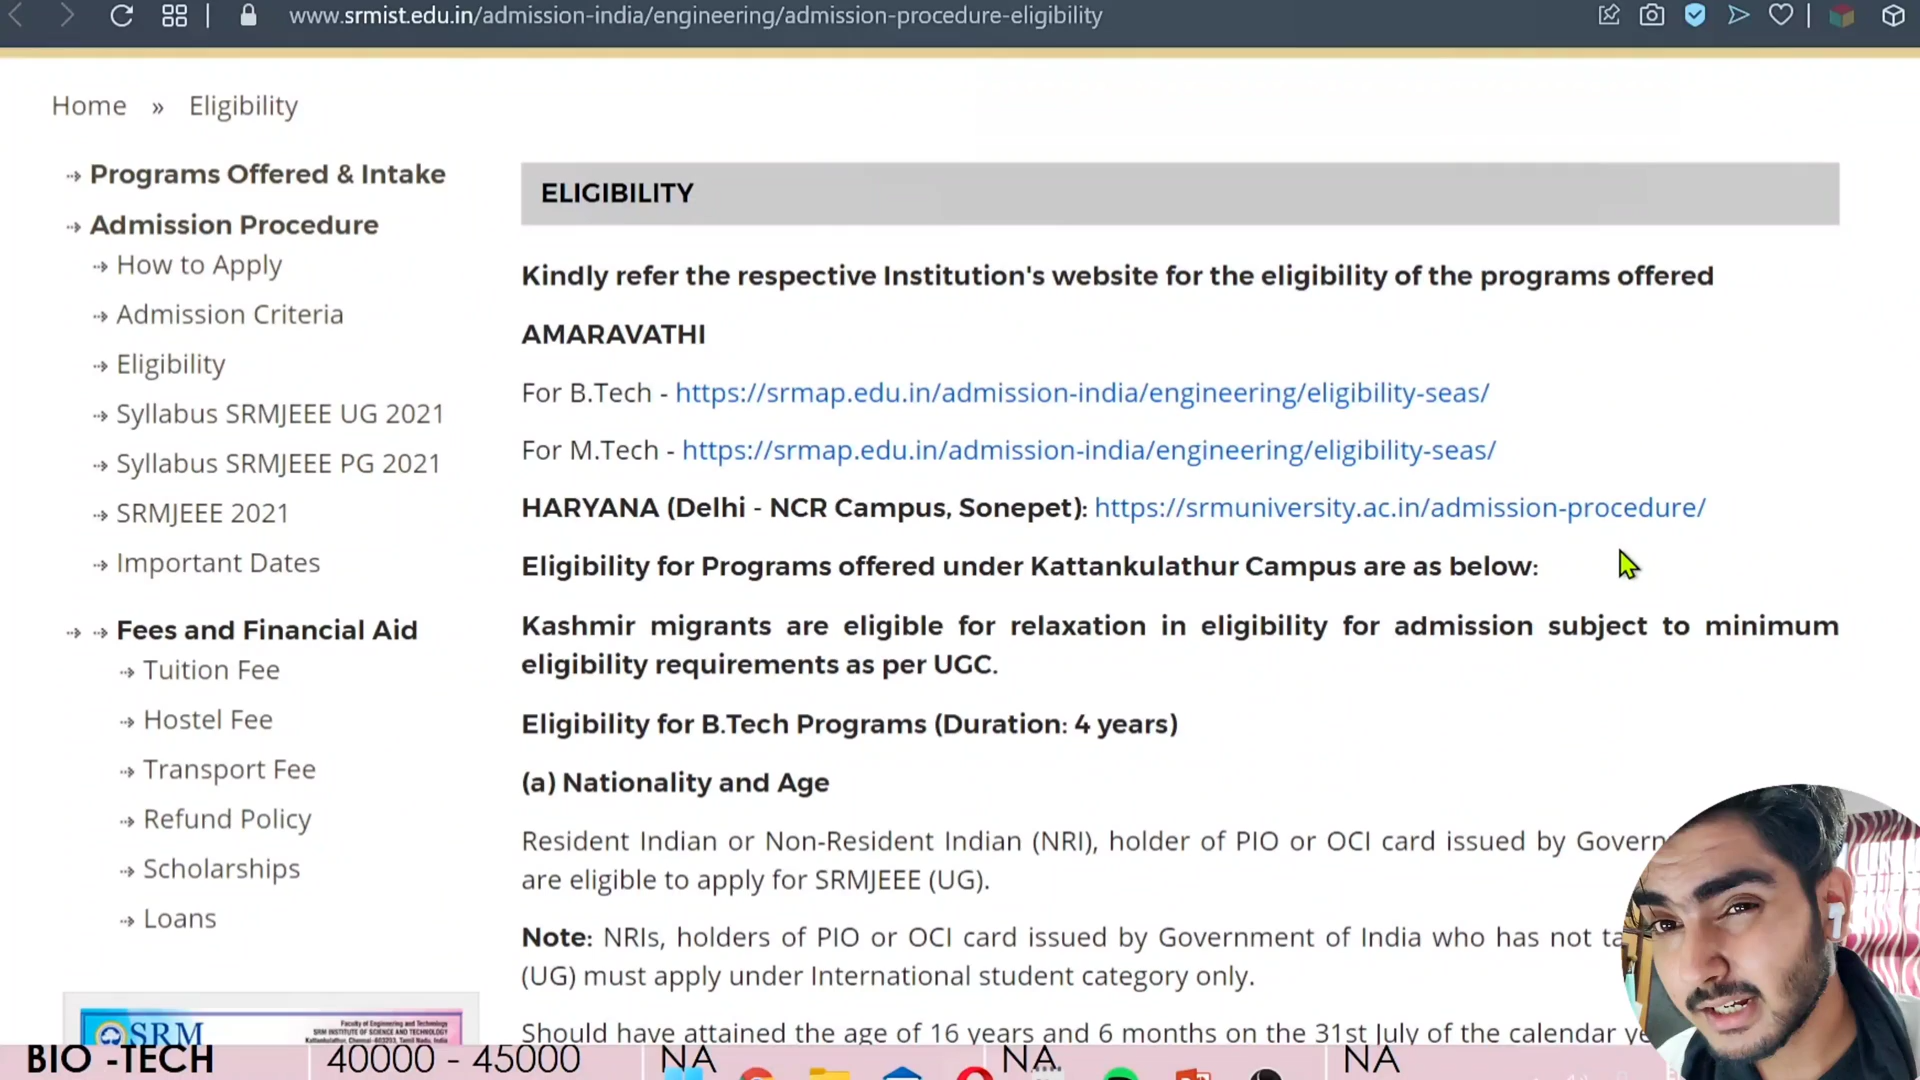 www.srmist.edu.in/admission-india/engineering/admission-procedure-eligibility
Home » Eligibility
Programs Offered & Intake
Admission Procedure
How to Apply
Admission Criteria
Eligibility
Syllabus SRMJEEE UG 2021
Syllabus SRMJEEE PG 2021
SRMJEEE 2021
Important Dates
Fees and Financial Aid
Tuition Fee
Hostel Fee
Transport Fee
Refund Policy
Scholarships
Loans
SRM
Faculty of Engineering and Technology
SRM INSTITUTE OF SCIENCE AND TECHNOLOGY
ELIGIBILITY
Kindly refer the respective Institution's website for the eligibility of the programs offered
AMARAVATHI
For B.Tech - https://srmap.edu.in/admission-india/engineering/eligibility-seas/
For M.Tech - https://srmap.edu.in/admission-india/engineering/eligibility-seas/
HARYANA (Delhi - NCR Campus, Sonepet): https://srmuniversity.ac.in/admission-procedure/
Eligibility for Programs offered under Kattankulathur Campus are as below:
Kashmir migrants are eligible for relaxation in eligibility for admission subject to minimum
eligibility requirements as per UGC.
Eligibility for B.Tech Programs (Duration: 4 years)
(a) Nationality and Age
Resident Indian or Non-Resident Indian (NRI), holder of PIO or OCI card issued by Govern
are eligible to apply for SRMJEEE (UG).
Note: NRIs, holders of PIO or OCI card issued by Government of India who has not ta
(UG) must apply under International student category only.
Should have attained the age of 16 years and 6 months on the 31st July of the calendar ye
BIO -TECH 40000 - 45000 NA NA NA